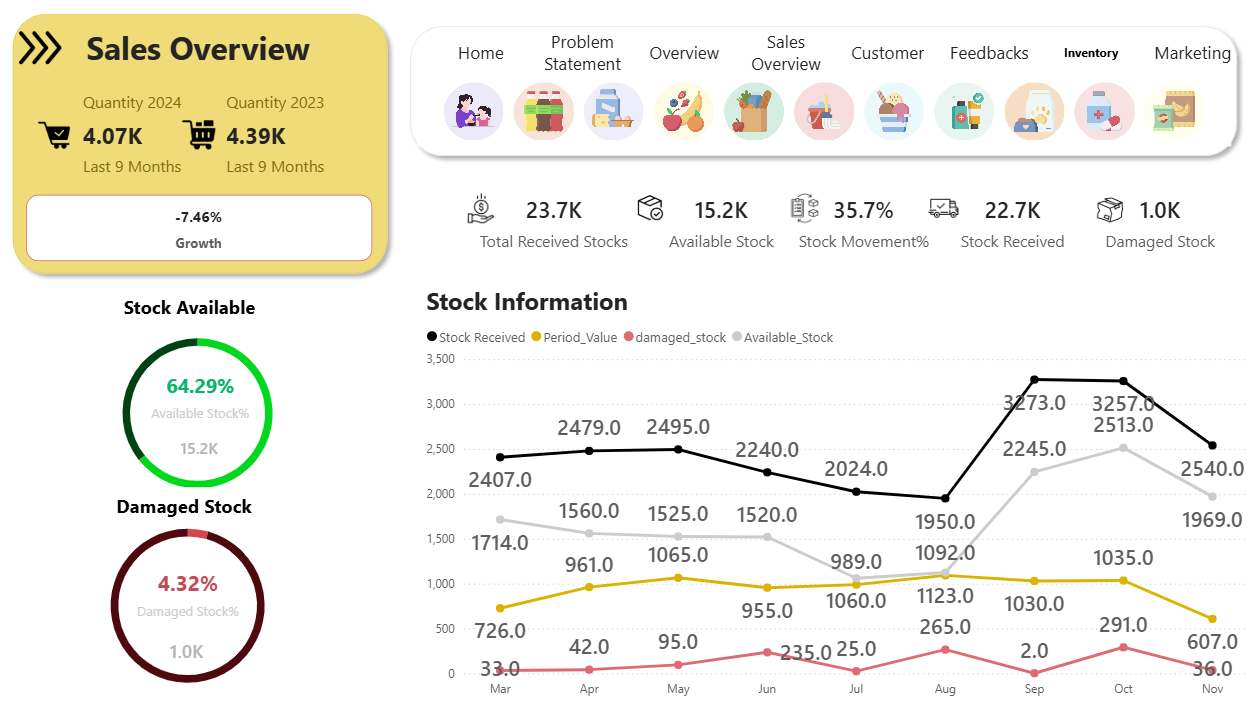 Sales Overview
Quantity 2024
Quantity 2023
4.07K
4.39K
Last 9 Months
Last 9 Months
-7.46%
Growth
Home
Problem
Statement
Overview
Sales
Overview
Customer
Feedbacks
Inventory
Marketing
23.7K
Total Received Stocks
15.2K
Available Stock
35.7%
Stock Movement%
22.7K
Stock Received
1.0K
Damaged Stock
Stock Available
64.29%
Available Stock%
15.2K
Damaged Stock
4.32%
Damaged Stock%
1.0K
Stock Information
Stock Received Period_Value damaged_stock Available_Stock
3,500
3,000
2,500
2,000
1,500
1,000
500
0
2407.0 2479.0 2495.0 2240.0 2024.0 1950.0 3273.0 3257.0 2540.0
1714.0 1560.0 1525.0 1520.0 1060.0 1123.0 2245.0 2513.0 1969.0
726.0 961.0 1065.0 955.0 989.0 1092.0 1030.0 1035.0 607.0
33.0 42.0 95.0 235.0 25.0 265.0 2.0 291.0 36.0
Mar Apr May Jun Jul Aug Sep Oct Nov